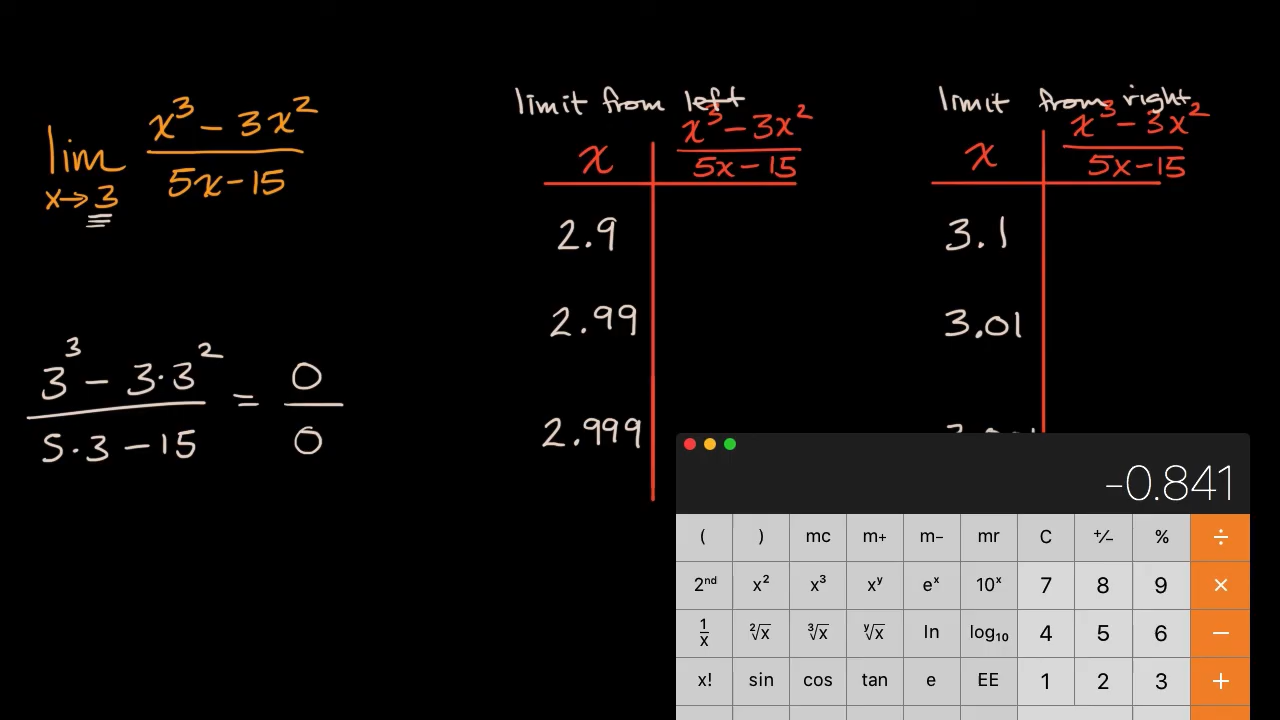 lim x→3 x³ − 3x² / 5x − 15
3³ − 3·3² / 5·3 − 15 = 0 / 0
limit from left
x x³ − 3x² / 5x − 15
2.9
2.99
2.999
limit from right
x x³ − 3x² / 5x − 15
3.1
3.01
-0.841
( ) mc m+ m− mr C +/− % ÷
2nd x² x³ xʸ eˣ 10ˣ 7 8 9 ×
1/x ²√x ³√x ʸ√x ln log₁₀ 4 5 6 −
x! sin cos tan e EE 1 2 3 +